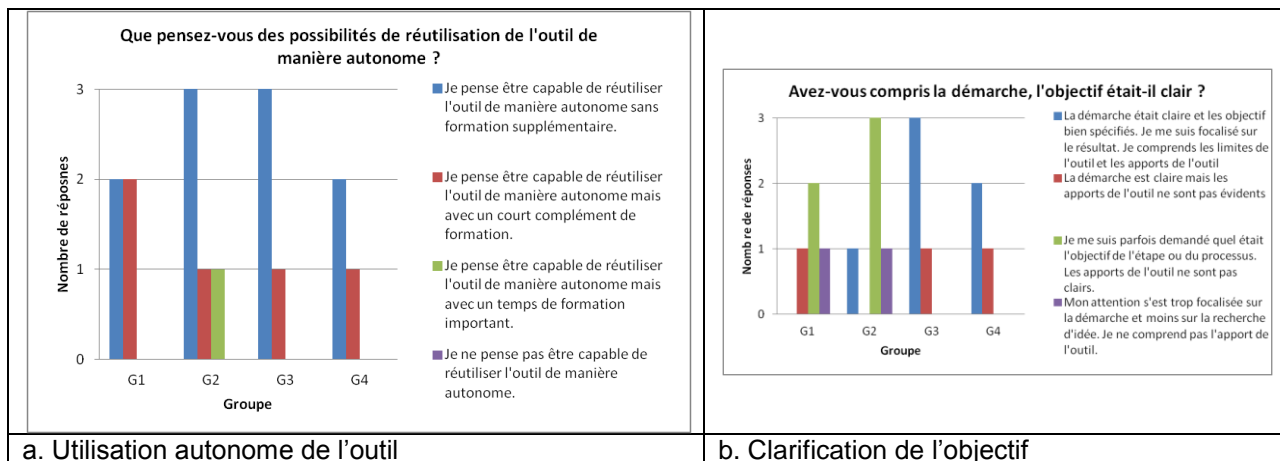 Que pensez-vous des possibilités de réutilisation de l'outil de
manière autonome ?
Nombre de réposnes
3
2
1
0
G1 G2 G3 G4
Groupe
Je pense être capable de réutiliser
l'outil de manière autonome sans
formation supplémentaire.
Je pense être capable de réutiliser
l'outil de manière autonome mais
avec un court complément de
formation.
Je pense être capable de réutiliser
l'outil de manière autonome mais
avec un temps de formation
important.
Je ne pense pas être capable de
réutiliser l'outil de manière
autonome.
a. Utilisation autonome de l'outil
Avez-vous compris la démarche, l'objectif était-il clair ?
Nomb re de réponses
3
2
1
0
G1 G2 G3 G4
Groupe
La démarche était claire et les objectif
bien spécifiés. Je me suis focalisé sur
le résultat. Je comprends les limites de
l'outil et les apports de l'outil
La démarche est claire mais les
apports de l'outil ne sont pas évidents
Je me suis parfois demandé quel était
l'objectif de l'étape ou du processus.
Les apports de l'outil ne sont pas
clairs.
Mon attention s'est trop focalisée sur
la démarche et moins sur la recherche
d'idée. Je ne comprend pas l'apport de
l'outil.
b. Clarification de l'objectif